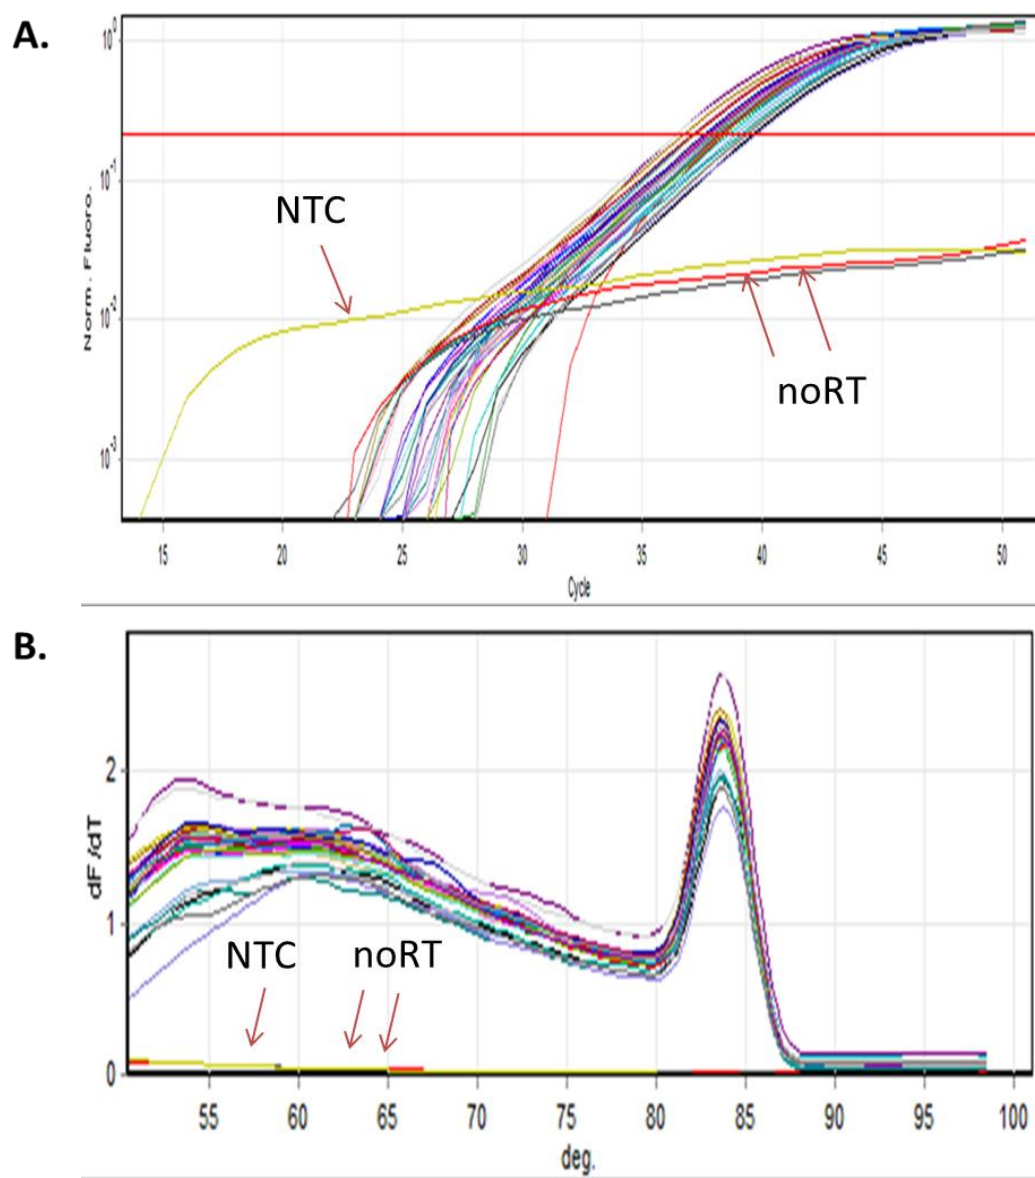 A.
10⁰
10⁻¹
10⁻²
10⁻³
Norm. Fluoro.
NTC
noRT
15 20 25 30 35 40 45 50
Cycle
B.
2
1
0
dF/dT
NTC noRT
55 60 65 70 75 80 85 90 95 100
deg.